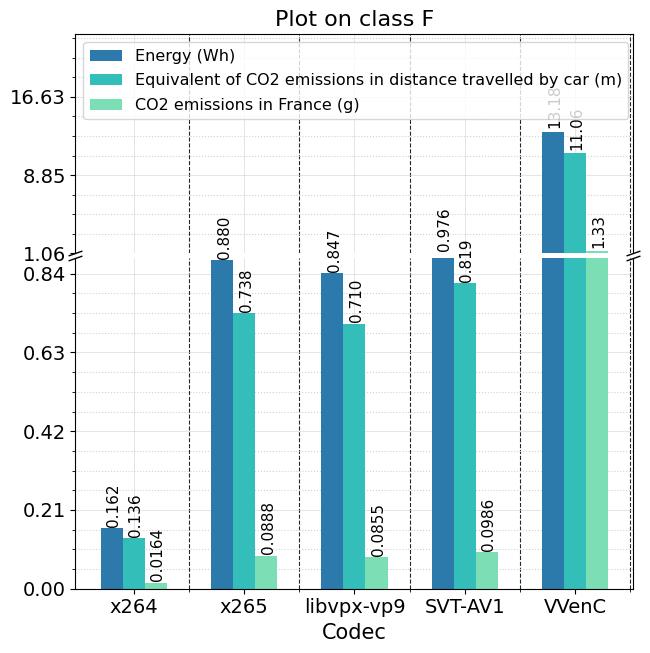 Plot on class F
Energy (Wh)
Equivalent of CO2 emissions in distance travelled by car (m)
CO2 emissions in France (g)
16.63
8.85
1.06
0.84
0.63
0.42
0.21
0.00
0.162
0.136
0.0164
0.880
0.738
0.0888
0.847
0.710
0.0855
0.976
0.819
0.0986
13.18
11.06
1.33
x264
x265
libvpx-vp9
SVT-AV1
VVenC
Codec